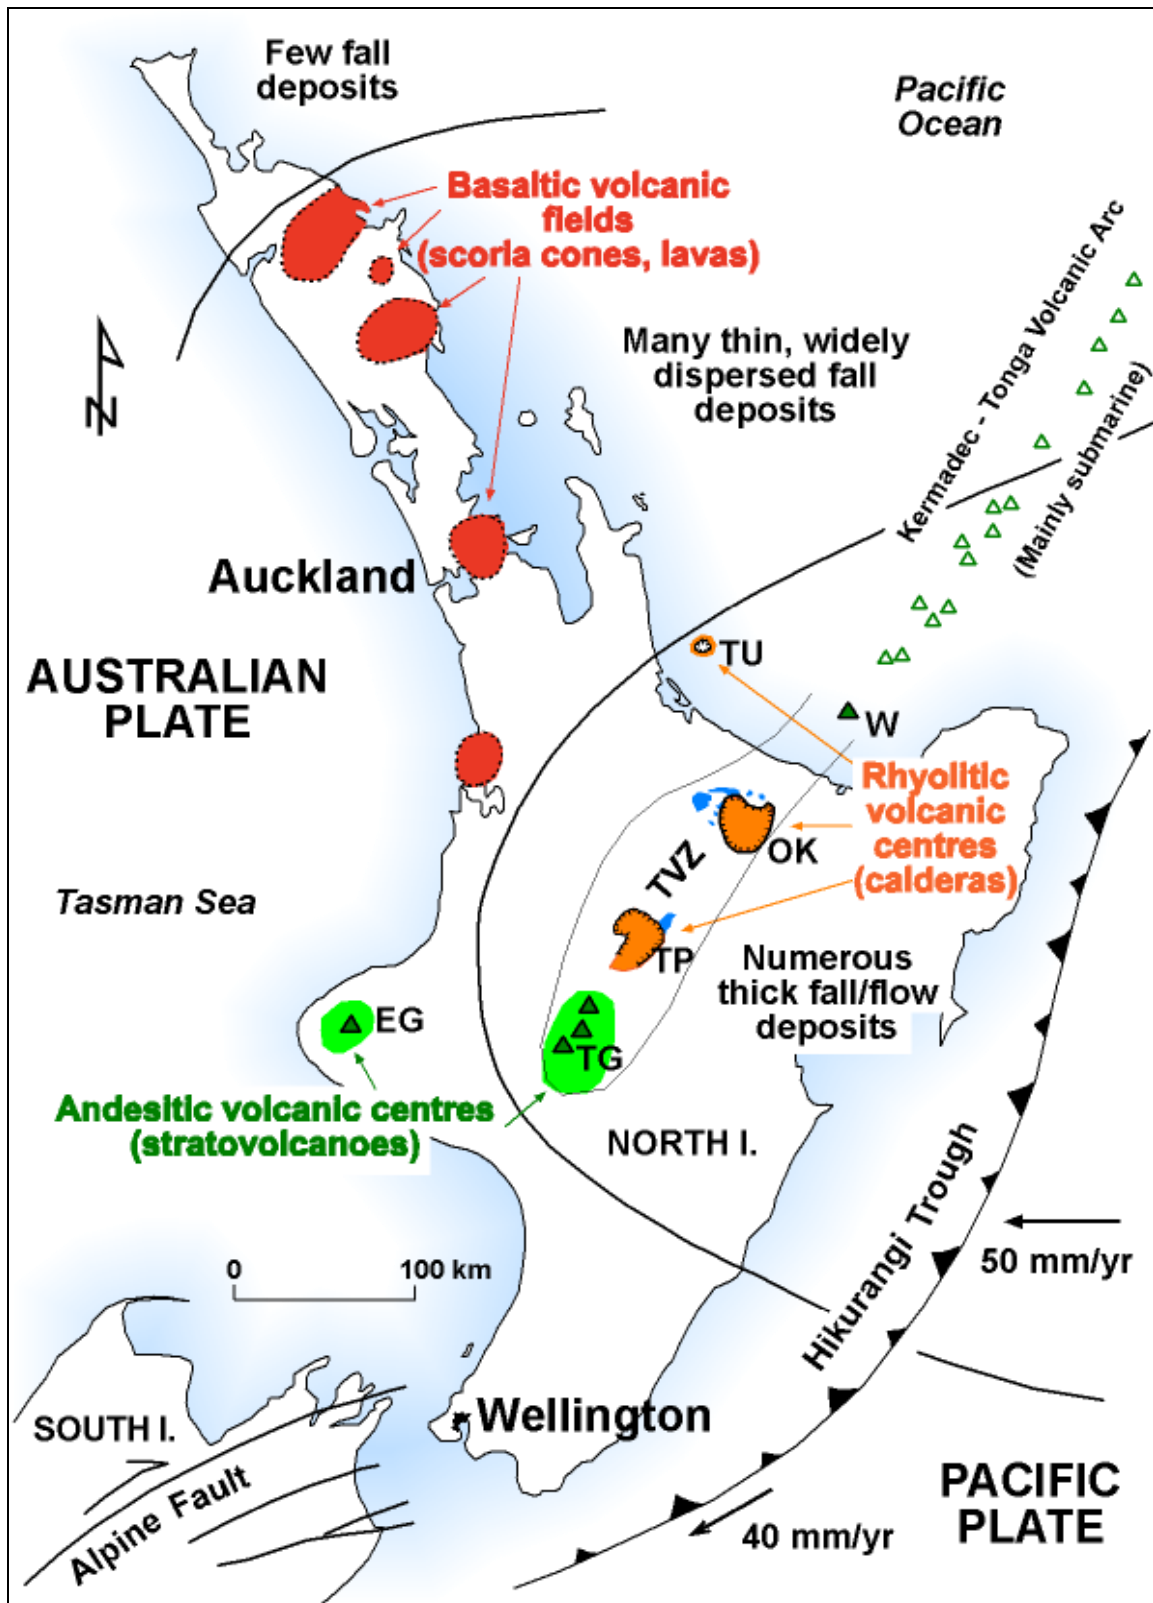 Few fall
deposits
Pacific
Ocean
Basaltic volcanic
fields
(scoria cones, lavas)
Kermadec - Tonga Volcanic Arc
(Mainly submarine)
Many thin, widely
dispersed fall
deposits
N
Auckland
AUSTRALIAN
PLATE
TU
W
Rhyolitic
volcanic
centres
(calderas)
OK
TVZ
Tasman Sea
TP
Numerous
thick fall/flow
deposits
EG
TG
Andesitic volcanic centres
(stratovolcanoes)
NORTH I.
Hikurangi Trough
50 mm/yr
0 100 km
SOUTH I.
Wellington
Alpine Fault
PACIFIC
PLATE
40 mm/yr